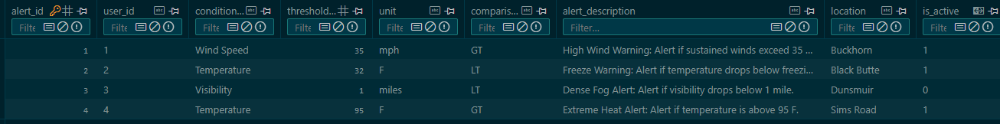 alert_id user_id condition... threshold... unit comparis... alert_description location is_active
Filte Filte Filte Filte Filte Filte Filter... Filte Filte
1 1 Wind Speed 35 mph GT High Wind Warning: Alert if sustained winds exceed 35 ... Buckhorn 1
2 2 Temperature 32 F LT Freeze Warning: Alert if temperature drops below freezi... Black Butte 1
3 3 Visibility 1 miles LT Dense Fog Alert: Alert if visibility drops below 1 mile. Dunsmuir 0
4 4 Temperature 95 F GT Extreme Heat Alert: Alert if temperature is above 95 F. Sims Road 1